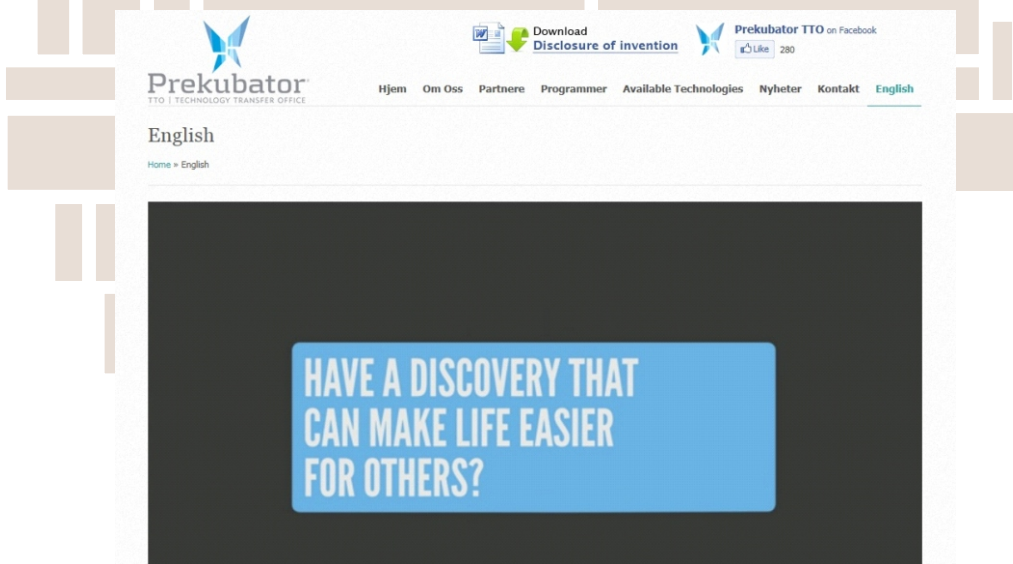 Download
Disclosure of invention
Prekubator TTO on Facebook
Like 280
Prekubator
TTO | TECHNOLOGY TRANSFER OFFICE
Hjem Om Oss Partnere Programmer Available Technologies Nyheter Kontakt English
English
Home » English
HAVE A DISCOVERY THAT
CAN MAKE LIFE EASIER
FOR OTHERS?